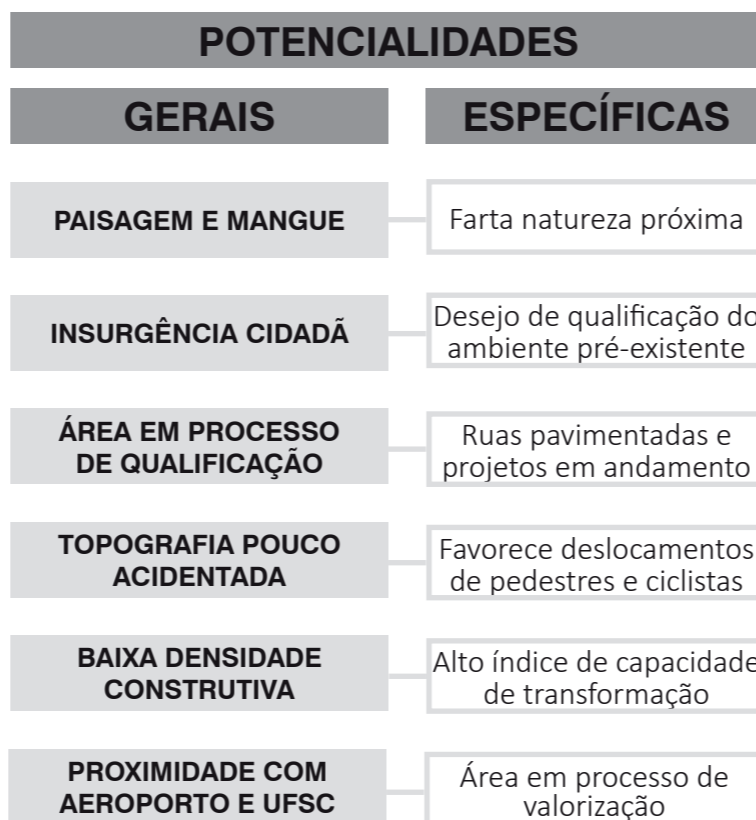 POTENCIALIDADES
GERAIS
ESPECÍFICAS
PAISAGEM E MANGUE
Farta natureza próxima
INSURGÊNCIA CIDADÃ
Desejo de qualificação do
ambiente pré-existente
ÁREA EM PROCESSO
DE QUALIFICAÇÃO
Ruas pavimentadas e
projetos em andamento
TOPOGRAFIA POUCO
ACIDENTADA
Favorece deslocamentos
de pedestres e ciclistas
BAIXA DENSIDADE
CONSTRUTIVA
Alto índice de capacidade
de transformação
PROXIMIDADE COM
AEROPORTO E UFSC
Área em processo de
valorização